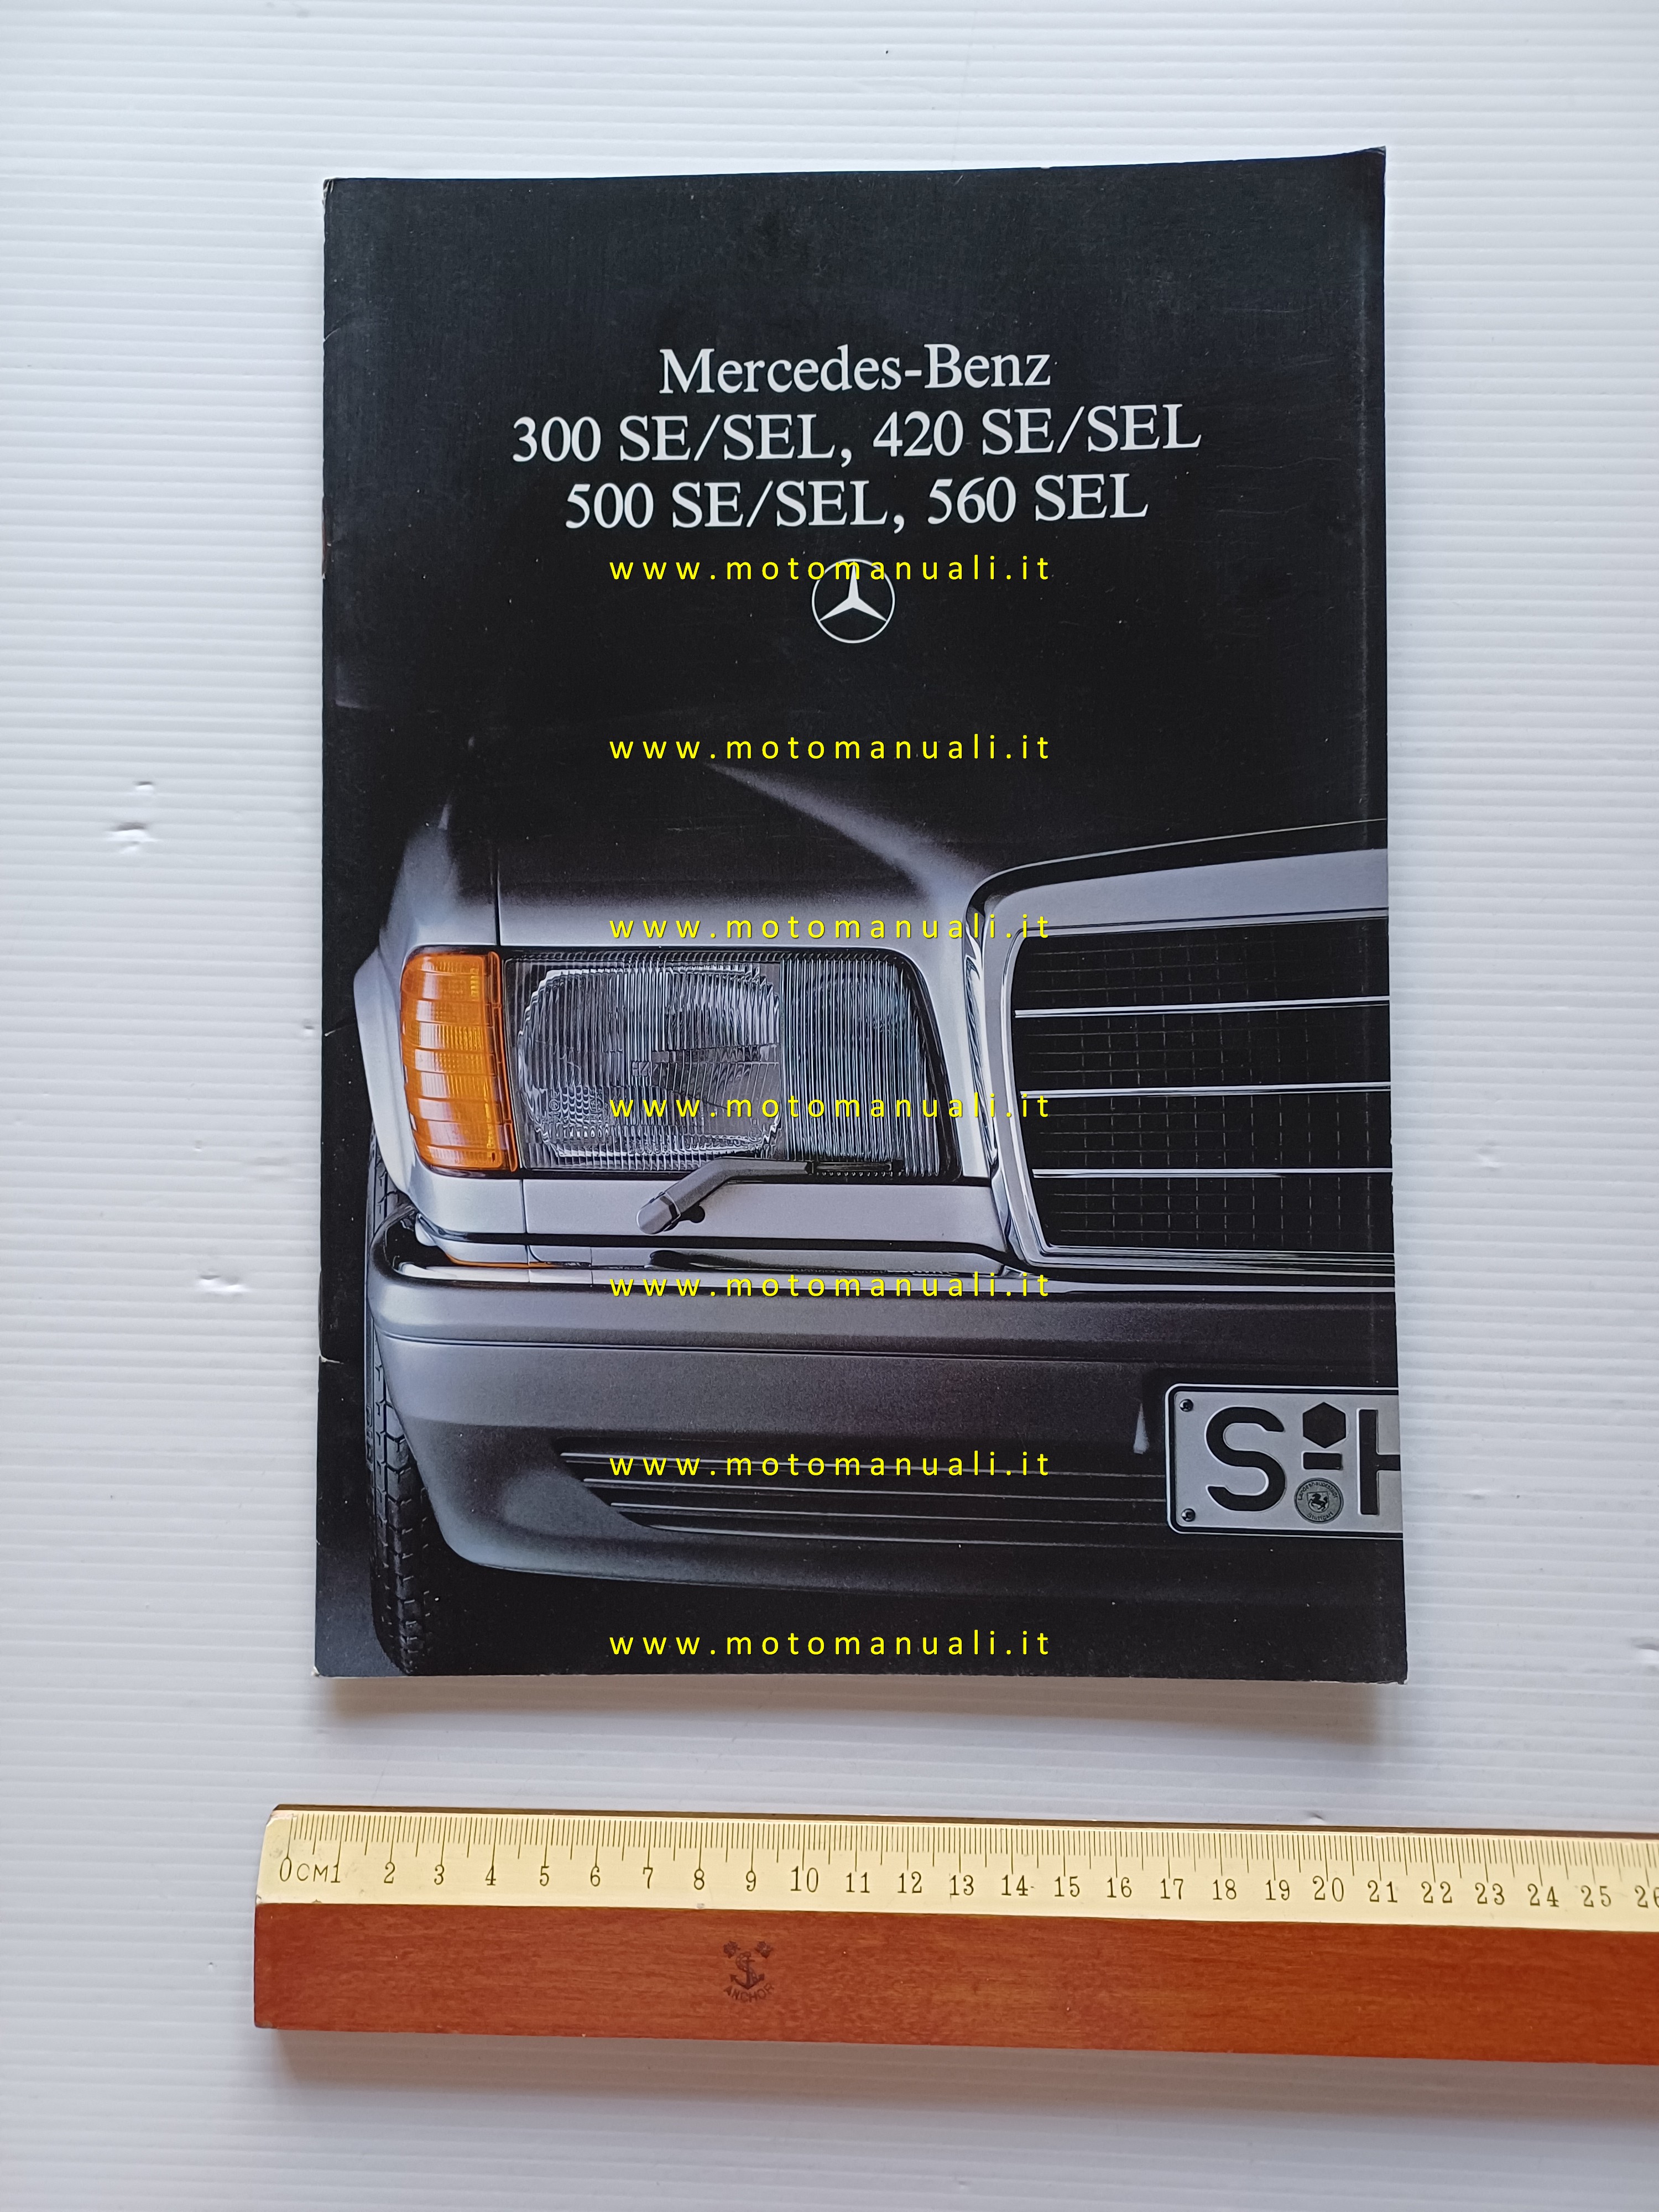 Mercedes-Benz
300 SE/SEL, 420 SE/SEL
500 SE/SEL, 560 SEL
www.motomanuali.it
www.motomanuali.it
www.motomanuali.it
www.motomanuali.it
www.motomanuali.it
www.motomanuali.it
S-H
www.motomanuali.it
0CM1 2 3 4 5 6 7 8 9 10 11 12 13 14 15 16 17 18 19 20 21 22 23 24 25 26
ANCHOR